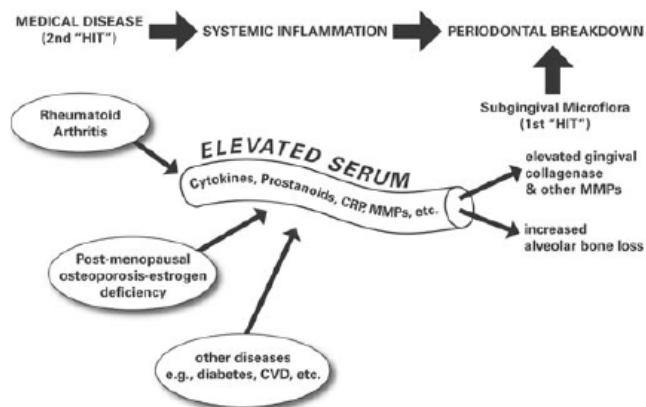 MEDICAL DISEASE
(2nd "HIT")
SYSTEMIC INFLAMMATION
PERIODONTAL BREAKDOWN
Subgingival Microflora
(1st "HIT")
Rheumatoid
Arthritis
ELEVATED SERUM
Cytokines, Prostanoids, CRP, MMPs, etc.
elevated gingival
collagenase
& other MMPs
increased
alveolar bone loss
Post-menopausal
osteoporosis-estrogen
deficiency
other diseases
e.g., diabetes, CVD, etc.